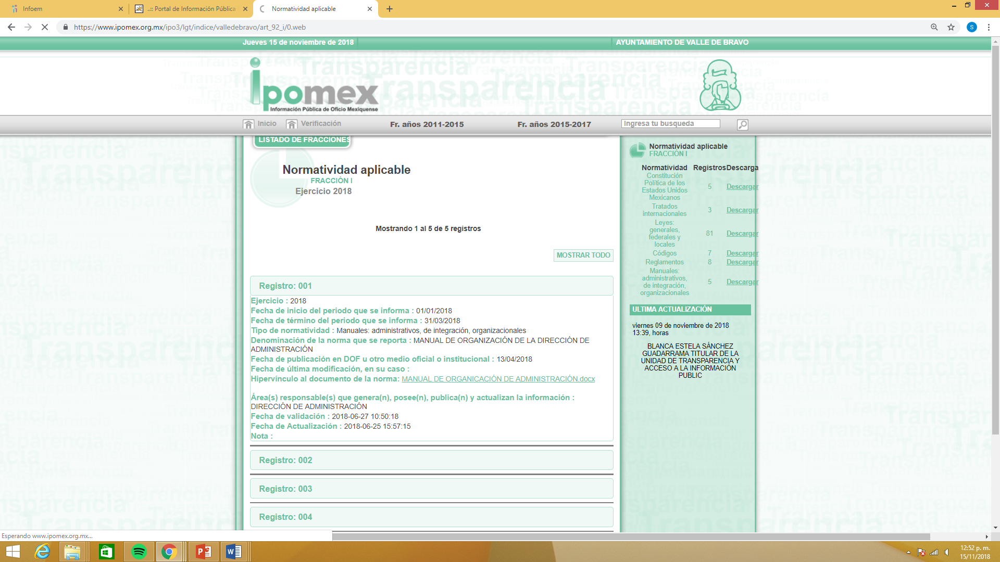 Infoem
..:: Portal de Información Pública
Normatividad aplicable
https://www.ipomex.org.mx/ipo3/lgt/indice/valledebravo/art_92_i/0.web
S
Jueves 15 de noviembre de 2018
AYUNTAMIENTO DE VALLE DE BRAVO
Transparencia
ipomex
Información Pública de Oficio Mexiquense
Inicio
Verificación
Fr. años 2011-2015
Fr. años 2015-2017
Ingresa tu busqueda
LISTADO DE FRACCIONES
Normatividad aplicable
FRACCIÓN I
Ejercicio 2018
Mostrando 1 al 5 de 5 registros
MOSTRAR TODO
Registro: 001
Ejercicio : 2018
Fecha de inicio del periodo que se informa : 01/01/2018
Fecha de término del periodo que se informa : 31/03/2018
Tipo de normatividad : Manuales: administrativos, de integración, organizacionales
Denominación de la norma que se reporta : MANUAL DE ORGANIZACIÓN DE LA DIRECCIÓN DE
ADMINISTRACIÓN
Fecha de publicación en DOF u otro medio oficial o institucional : 13/04/2018
Fecha de última modificación, en su caso :
Hipervínculo al documento de la norma: MANUAL DE ORGANICACIÓN DE ADMINISTRACIÓN.docx
Área(s) responsable(s) que genera(n), posee(n), publica(n) y actualizan la información :
DIRECCIÓN DE ADMINISTRACIÓN
Fecha de validación : 2018-06-27 10:50:18
Fecha de Actualización : 2018-06-25 15:57:15
Nota :
Registro: 002
Registro: 003
Registro: 004
Normatividad aplicable
FRACCIÓN I
Normatividad Registros Descarga
Constitución
Política de los
Estados Unidos
Mexicanos
5 Descargar
Tratados
internacionales
3 Descargar
Leyes:
generales,
federales y
locales
81 Descargar
Códigos 7 Descargar
Reglamentos 8 Descargar
Manuales:
administrativos,
de integración,
organizacionales
5 Descargar
ULTIMA ACTUALIZACIÓN
viernes 09 de noviembre de 2018
13:39, horas
BLANCA ESTELA SÁNCHEZ
GUADARRAMA TITULAR DE LA
UNIDAD DE TRANSPARENCIA Y
ACCESO A LA INFORMACIÓN
PUBLIC
Esperando www.ipomex.org.mx...
12:52 p. m.
15/11/2018